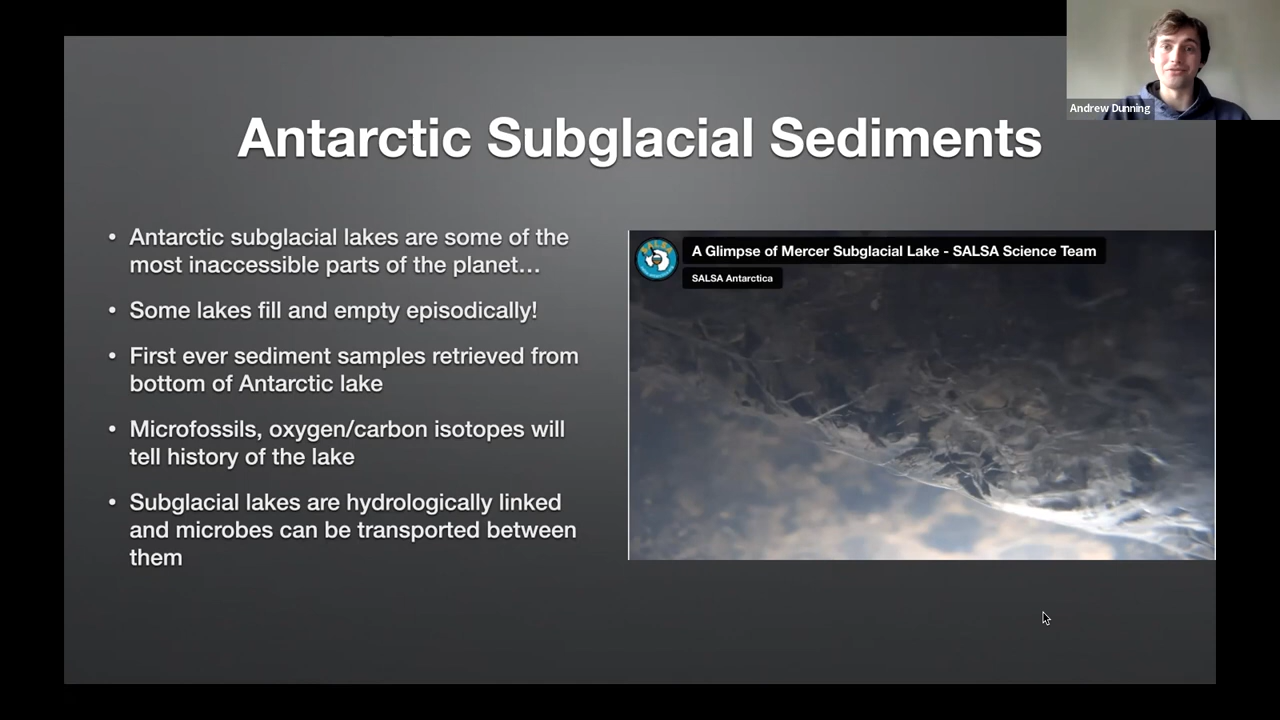 Andrew Dunning
Antarctic Subglacial Sediments
• Antarctic subglacial lakes are some of the
most inaccessible parts of the planet…
• Some lakes fill and empty episodically!
• First ever sediment samples retrieved from
bottom of Antarctic lake
• Microfossils, oxygen/carbon isotopes will
tell history of the lake
• Subglacial lakes are hydrologically linked
and microbes can be transported between
them
SALSA
A Glimpse of Mercer Subglacial Lake - SALSA Science Team
SALSA Antarctica